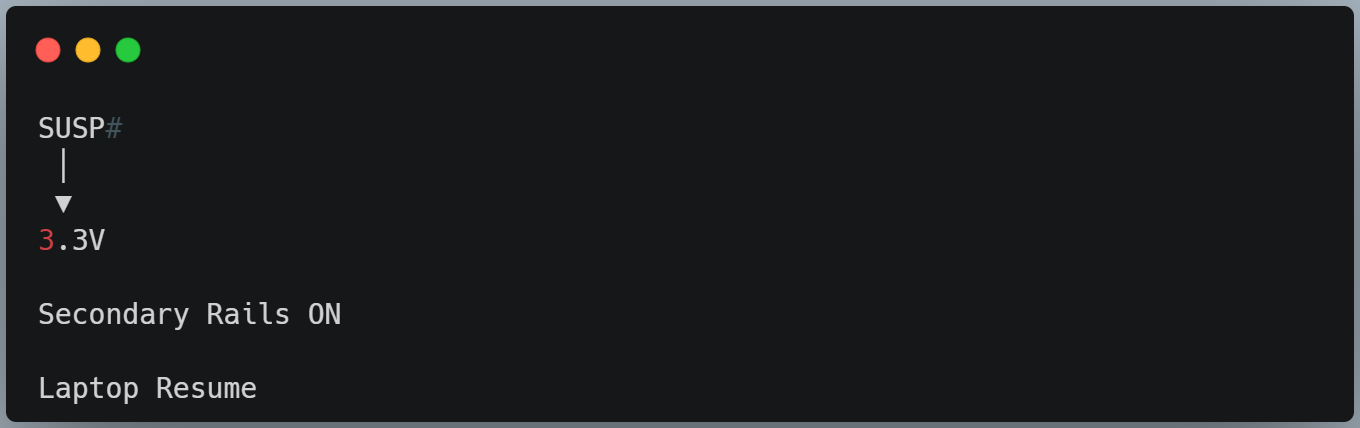 SUSP#
│
▼
3.3V
Secondary Rails ON
Laptop Resume